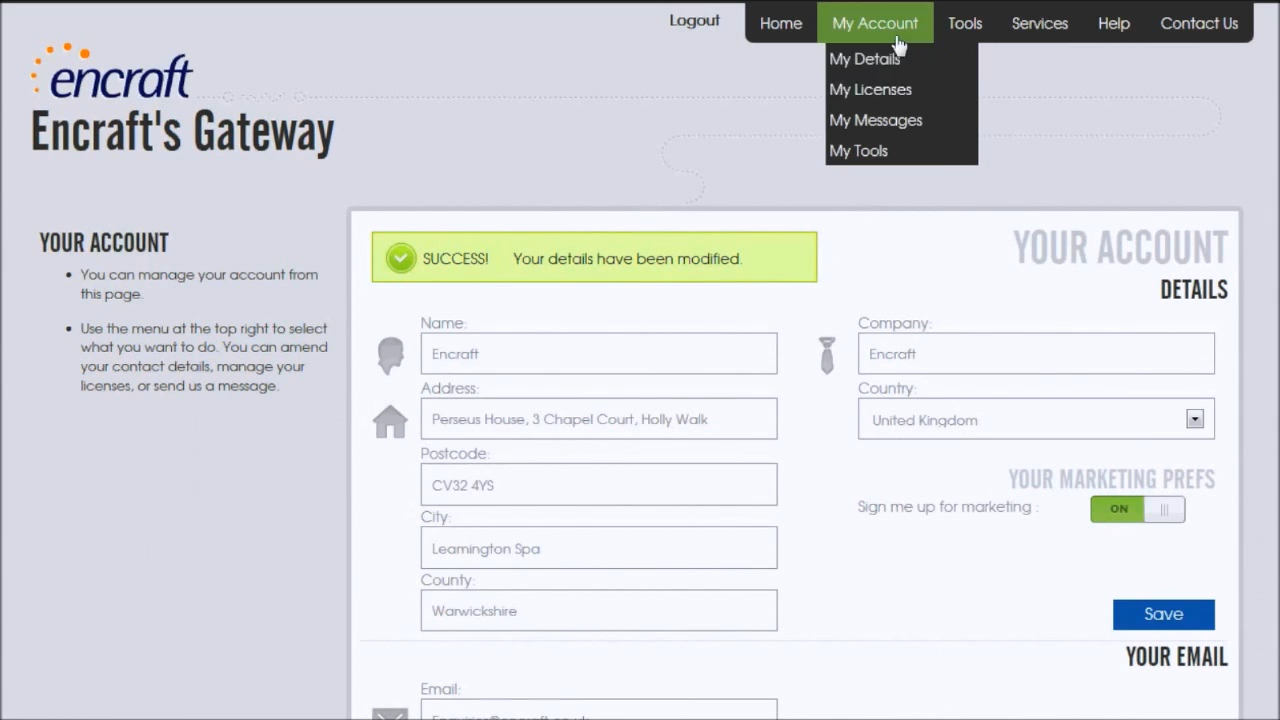 Logout
Home
My Account
Tools
Services
Help
Contact Us
My Details
My Licenses
My Messages
My Tools
encraft
Encraft's Gateway
YOUR ACCOUNT
You can manage your account from
this page.
Use the menu at the top right to select
what you want to do. You can amend
your contact details, manage your
licenses, or send us a message.
SUCCESS! Your details have been modified.
YOUR ACCOUNT
DETAILS
Name:
Encraft
Company:
Encraft
Address:
Perseus House, 3 Chapel Court, Holly Walk
Country:
United Kingdom
Postcode:
CV32 4YS
YOUR MARKETING PREFS
Sign me up for marketing :
ON
City:
Leamington Spa
County:
Warwickshire
Save
YOUR EMAIL
Email: